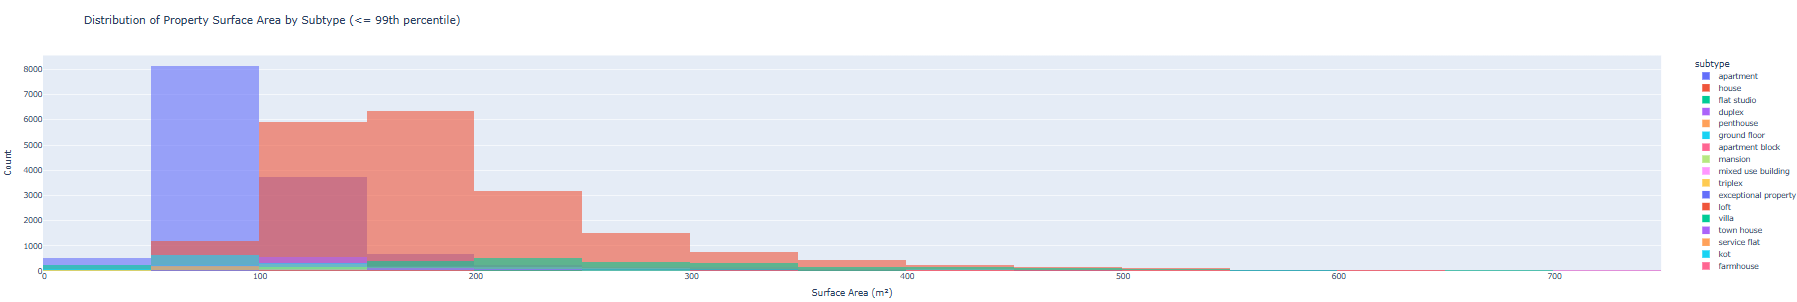 Distribution of Property Surface Area by Subtype (<= 99th percentile)
8000
7000
6000
5000
4000
3000
2000
1000
0
Count
0
100
200
300
400
500
600
700
Surface Area (m²)
subtype
apartment
house
flat studio
duplex
penthouse
ground floor
apartment block
mansion
mixed use building
triplex
exceptional property
loft
villa
town house
service flat
kot
farmhouse